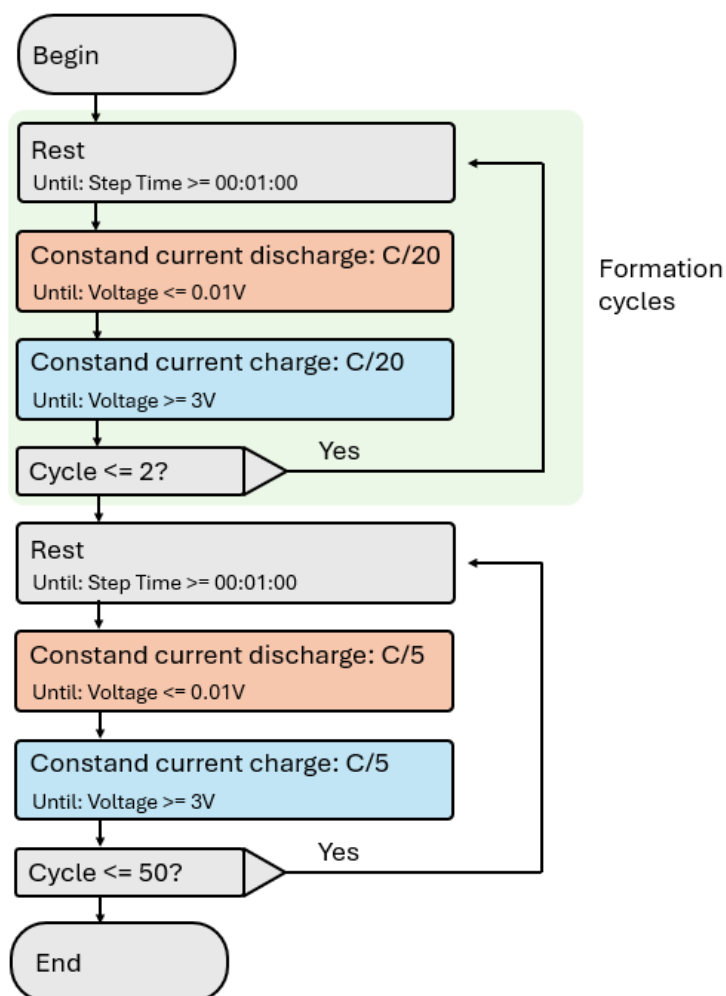 Begin
Rest
Until: Step Time >= 00:01:00
Constand current discharge: C/20
Until: Voltage <= 0.01V
Formation
cycles
Constand current charge: C/20
Until: Voltage >= 3V
Yes
Cycle <= 2?
Rest
Until: Step Time >= 00:01:00
Constand current discharge: C/5
Until: Voltage <= 0.01V
Constand current charge: C/5
Until: Voltage >= 3V
Yes
Cycle <= 50?
End